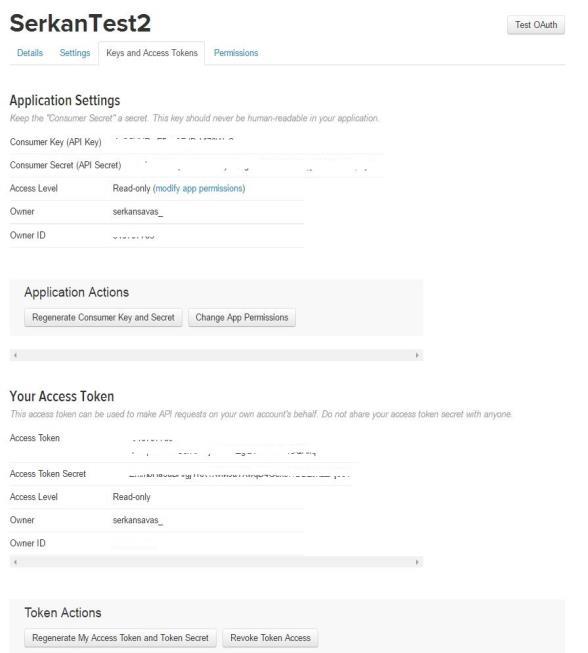 SerkanTest2
Test OAuth
Details Settings Keys and Access Tokens Permissions
Application Settings
Keep the "Consumer Secret" a secret. This key should never be human-readable in your application.
Consumer Key (API Key)
Consumer Secret (API Secret)
Access Level Read-only (modify app permissions)
Owner serkansavas_
Owner ID
Application Actions
Regenerate Consumer Key and Secret Change App Permissions
Your Access Token
This access token can be used to make API requests on your own account's behalf. Do not share your access token secret with anyone.
Access Token
Access Token Secret
Access Level Read-only
Owner serkansavas_
Owner ID
Token Actions
Regenerate My Access Token and Token Secret Revoke Token Access